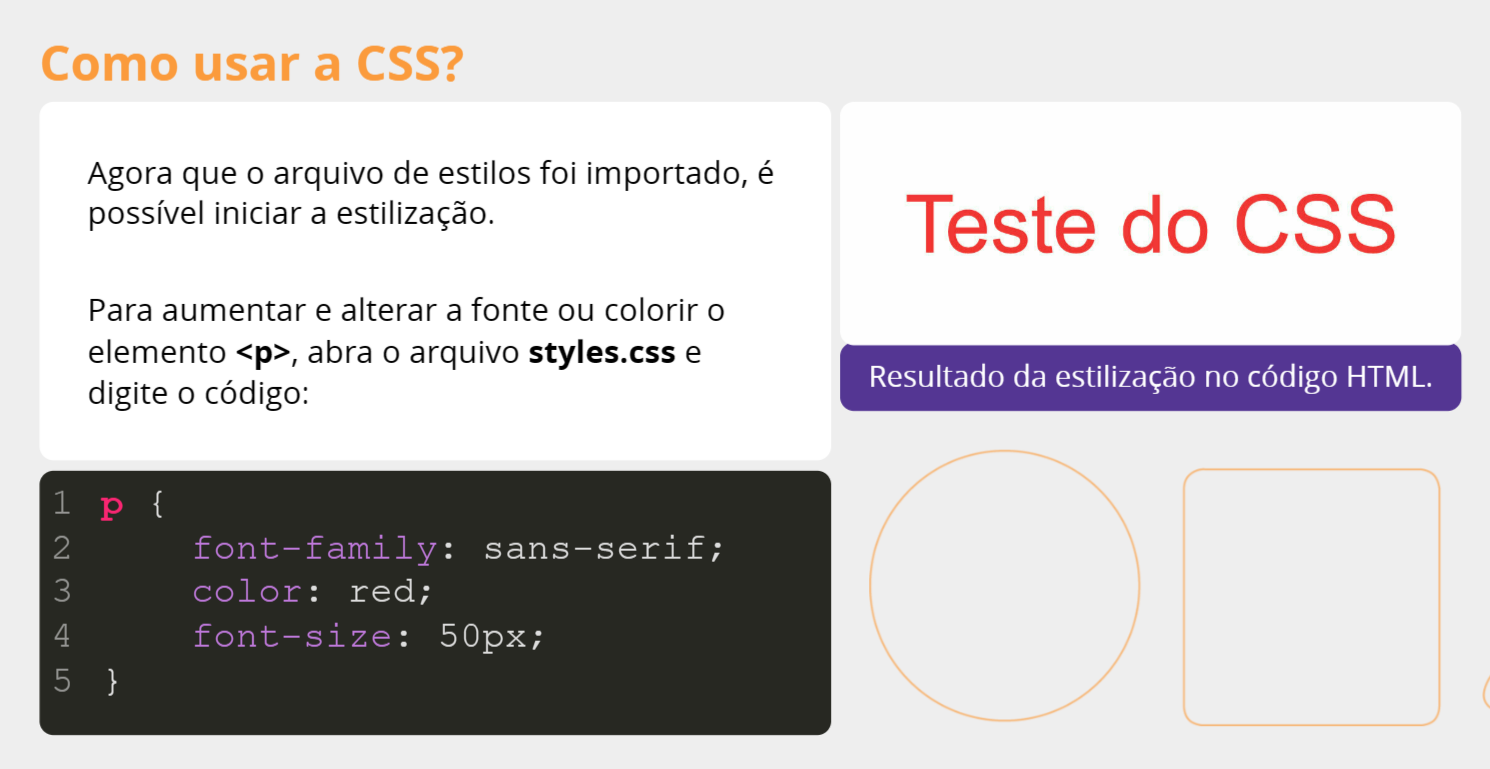 Como usar a CSS?
Agora que o arquivo de estilos foi importado, é
possível iniciar a estilização.
Para aumentar e alterar a fonte ou colorir o
elemento <p>, abra o arquivo styles.css e
digite o código:
1 p {
2 font-family: sans-serif;
3 color: red;
4 font-size: 50px;
5 }
Teste do CSS
Resultado da estilização no código HTML.